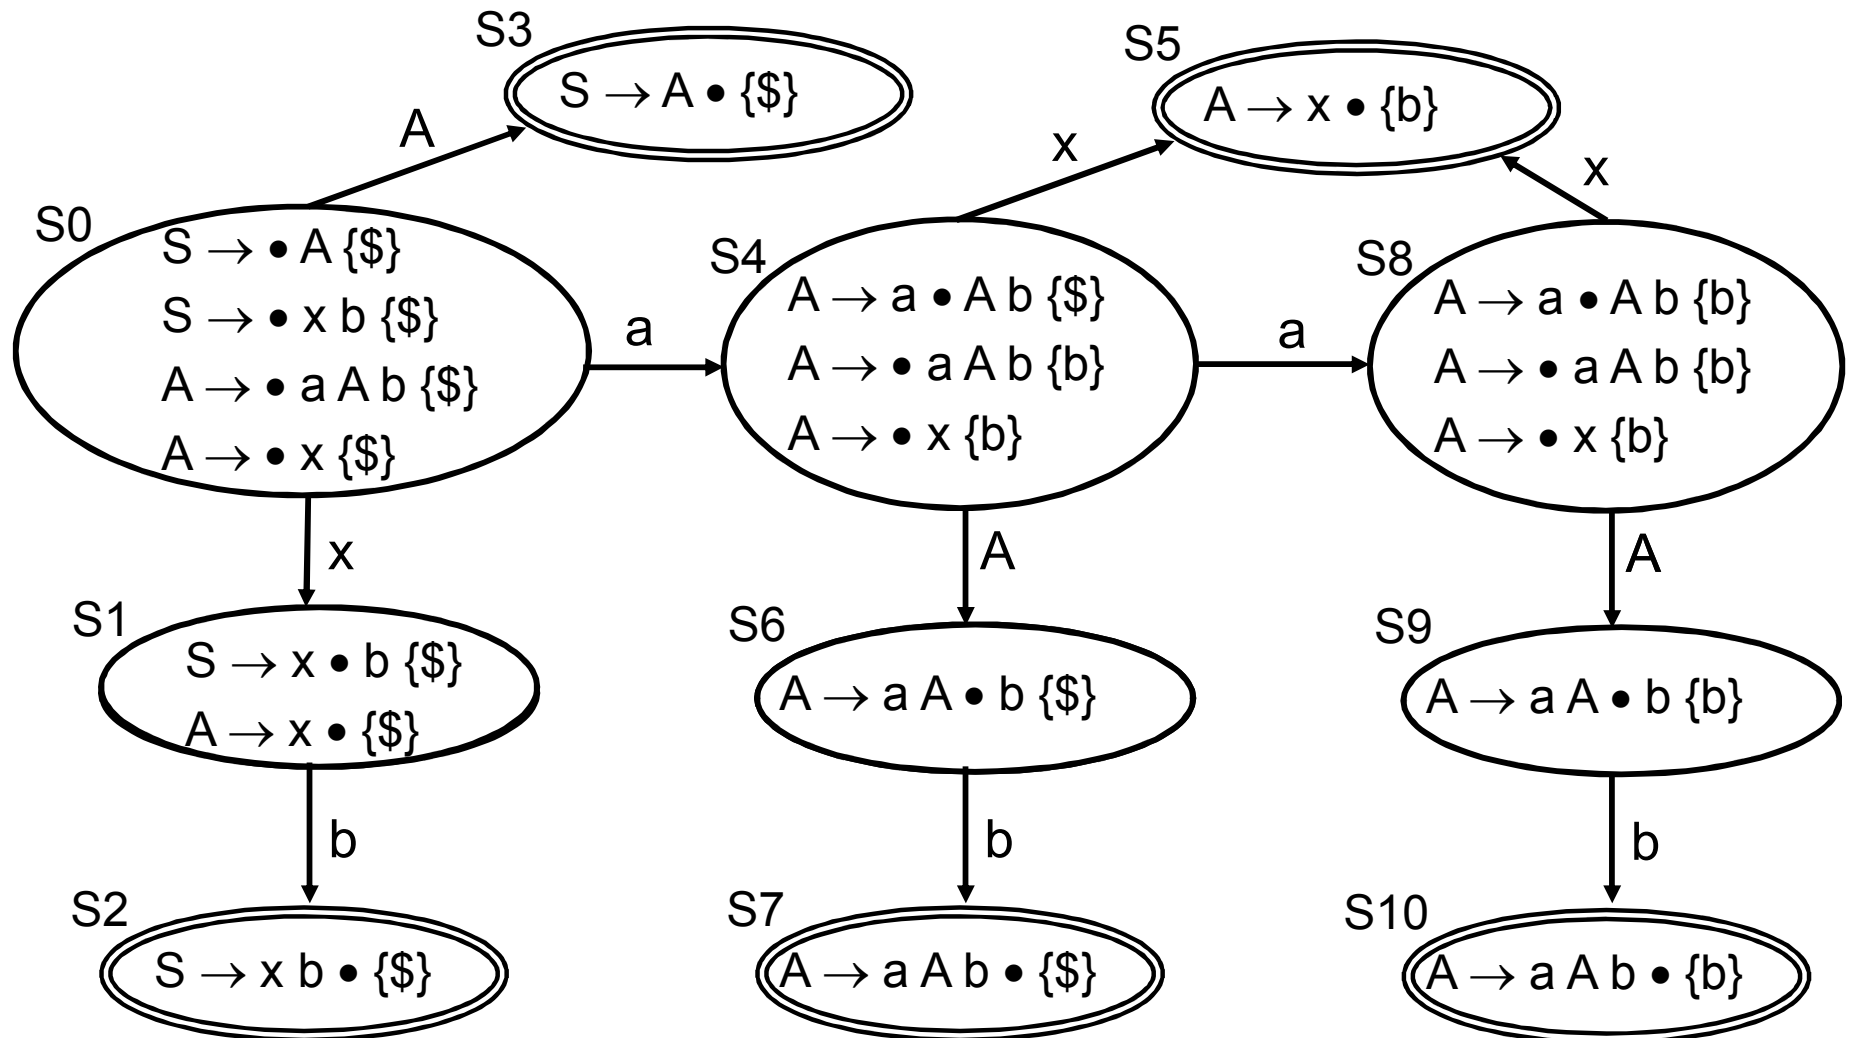 S3
S → A • {$}
S5
A → x • {b}
A
x
x
S0
S → • A {$}
S → • x b {$}
A → • a A b {$}
A → • x {$}
a
S4
A → a • A b {$}
A → • a A b {b}
A → • x {b}
a
S8
A → a • A b {b}
A → • a A b {b}
A → • x {b}
x
A
A
S1
S → x • b {$}
A → x • {$}
S6
A → a A • b {$}
S9
A → a A • b {b}
b
b
b
S2
S → x b • {$}
S7
A → a A b • {$}
S10
A → a A b • {b}